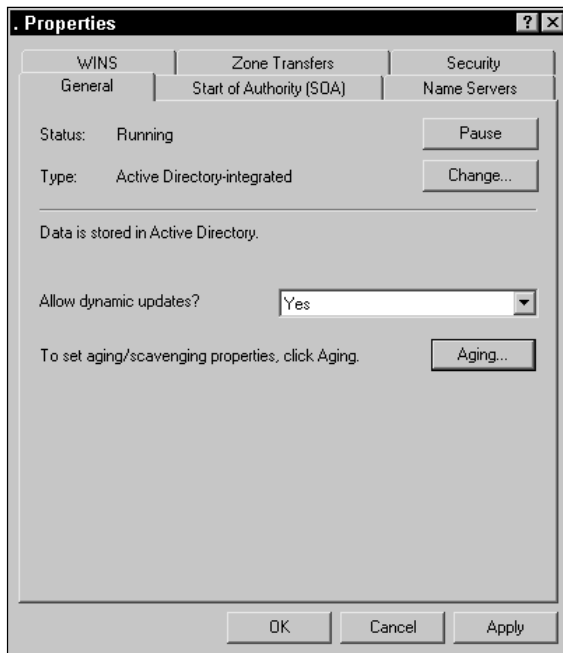 . Properties
WINS Zone Transfers Security
General Start of Authority (SOA) Name Servers
Status: Running Pause
Type: Active Directory-integrated Change...
Data is stored in Active Directory.
Allow dynamic updates? Yes
To set aging/scavenging properties, click Aging. Aging...
OK Cancel Apply